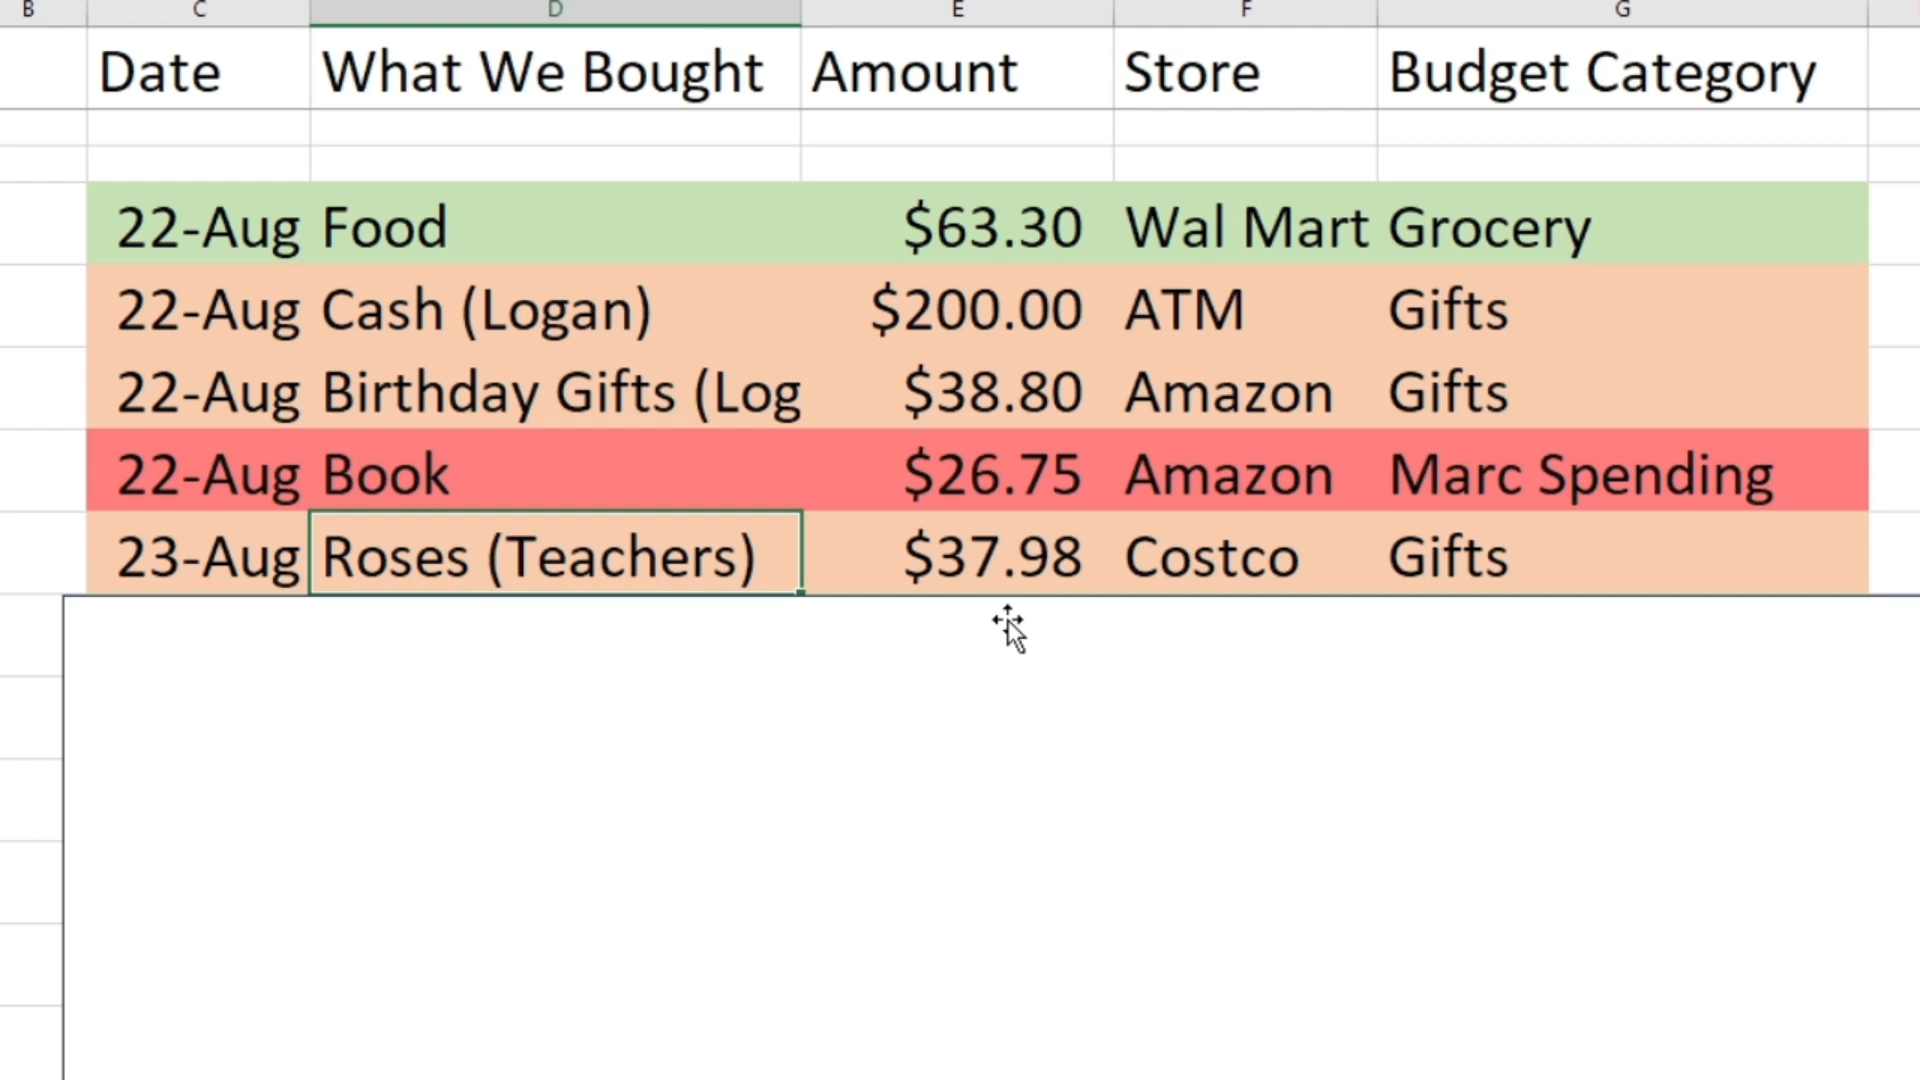 B C D E F G
Date What We Bought Amount Store Budget Category
22-Aug Food $63.30 Wal Mart Grocery
22-Aug Cash (Logan) $200.00 ATM Gifts
22-Aug Birthday Gifts (Log $38.80 Amazon Gifts
22-Aug Book $26.75 Amazon Marc Spending
23-Aug Roses (Teachers) $37.98 Costco Gifts